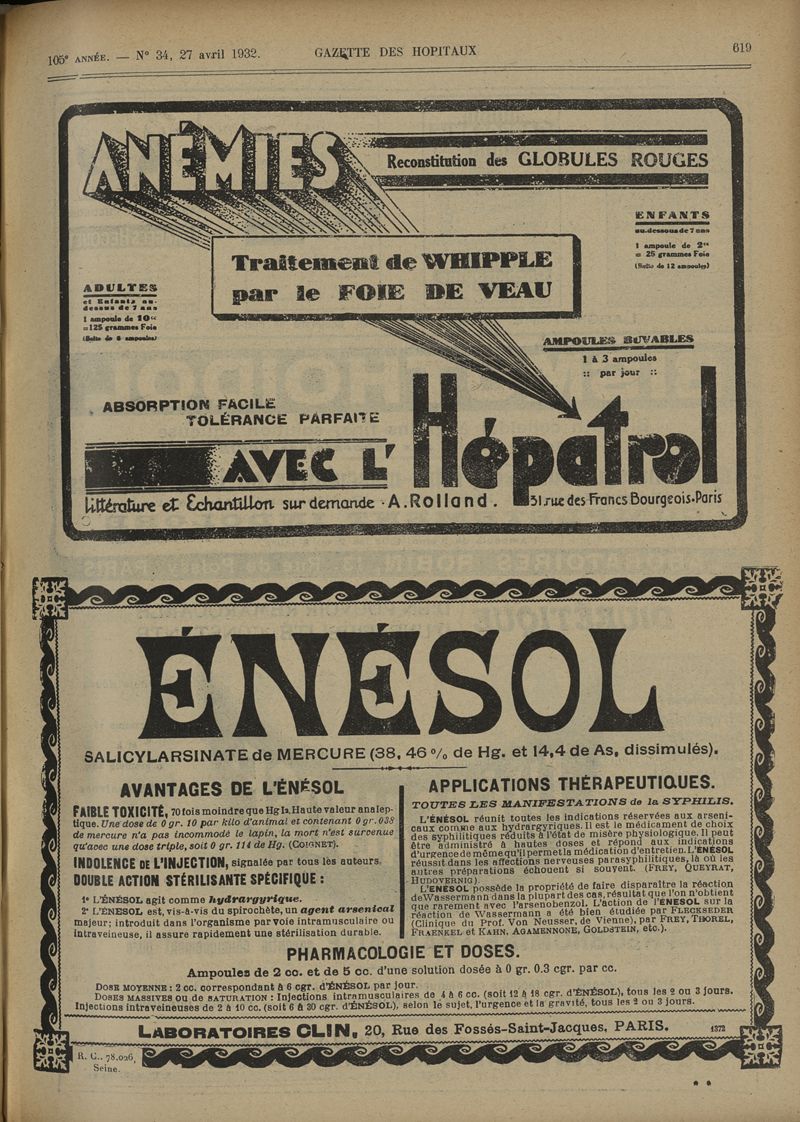 105e ANNÉE. — N° 34, 27 avril 1932.
GAZETTE DES HOPITAUX
619
ANÉMIES
Reconstitution des GLOBULES ROUGES
ENFANTS
au-dessous de 7 ans
1 ampoule de 2cc
= 25 grammes Foie
(Boîte de 12 ampoules)
Traitement de WHIPPLE
par le FOIE DE VEAU
ADULTES
et Enfants au-
dessus de 7 ans
1 ampoule de 10cc
=125 grammes Foie
(Boîte de 6 ampoules)
AMPOULES BUVABLES
1 à 3 ampoules
:: par jour ::
ABSORPTION FACILE
TOLÉRANCE PARFAITE
AVEC L'Hépatrol
Littérature et Echantillon sur demande · A. Rolland. 31 rue des Francs Bourgeois. Paris
ÉNÉSOL
SALICYLARSINATE de MERCURE (38, 46 % de Hg. et 14,4 de As, dissimulés).
AVANTAGES DE L'ÉNÉSOL
FAIBLE TOXICITÉ, 70 fois moindre que Hg I2. Haute valeur analep-
tique. Une dose de 0 gr. 10 par kilo d'animal et contenant 0 gr. 038
de mercure n'a pas incommodé le lapin, la mort n'est survenue
qu'avec une dose triple, soit 0 gr. 114 de Hg. (COIGNET).
INDOLENCE DE L'INJECTION, signalée par tous lés auteurs.
DOUBLE ACTION STÉRILISANTE SPÉCIFIQUE :
1° L'ÉNÉSOL agit comme hydrargyrique.
2° L'ÉNESOL est, vis-à-vis du spirochète, un agent arsenical
majeur; introduit dans l'organisme par voie intramusculaire ou
intraveineuse, il assure rapidement une stérilisation durable.
APPLICATIONS THÉRAPEUTIQUES.
TOUTES LES MANIFESTATIONS de la SYPHILIS.
L'ÉNÉSOL réunit toutes les indications réservées aux arseni-
caux comme aux hydrargyriques. Il est le médicament de choix
des syphilitiques réduits à l'état de misère physiologique. Il peut
être administré à hautes doses et répond aux indications
d'urgence de même qu'il permet la médication d'entretien. L'ÉNÉSOL
réussit dans les affections nerveuses parasyphilitiques, là où les
autres préparations échouent si souvent. (FREY, QUEYRAT,
HUDOVERNIG).
L'ÉNESOL possède la propriété de faire disparaître la réaction
de Wassermann dans la plupart des cas, résultat que l'on n'obtient
que rarement avec l'arsenobenzol. L'action de l'ENESOL sur la
réaction de Wassermann a été bien étudiée par FLECKSEDER
(Clinique du Prof. Von Neusser, de Vienne), par FREY, THOREL,
FRAENKEL et KAHN, AGAMENNONE, GOLDSTEIN, etc.).
PHARMACOLOGIE ET DOSES.
Ampoules de 2 cc. et de 5 cc. d'une solution dosée à 0 gr. 0.3 cgr. par cc.
DOSE MOYENNE : 2 cc. correspondant à 6 cgr. d'ÉNÉSOL par jour.
DOSES MASSIVES OU DE SATURATION : Injections intramusculaires de 4 à 6 cc. (soit 12 à 18 cgr. d'ÉNÉSOL), tous les 2 ou 3 jours.
Injections intraveineuses de 2 à 10 cc. (soit 6 à 30 cgr. d'ÉNÉSOL), selon le sujet, l'urgence et la gravité, tous les 2 ou 3 jours.
LABORATOIRES CLIN, 20, Rue des Fossés-Saint-Jacques, PARIS.
1372
R. C., 78.026,
Seine.
* *